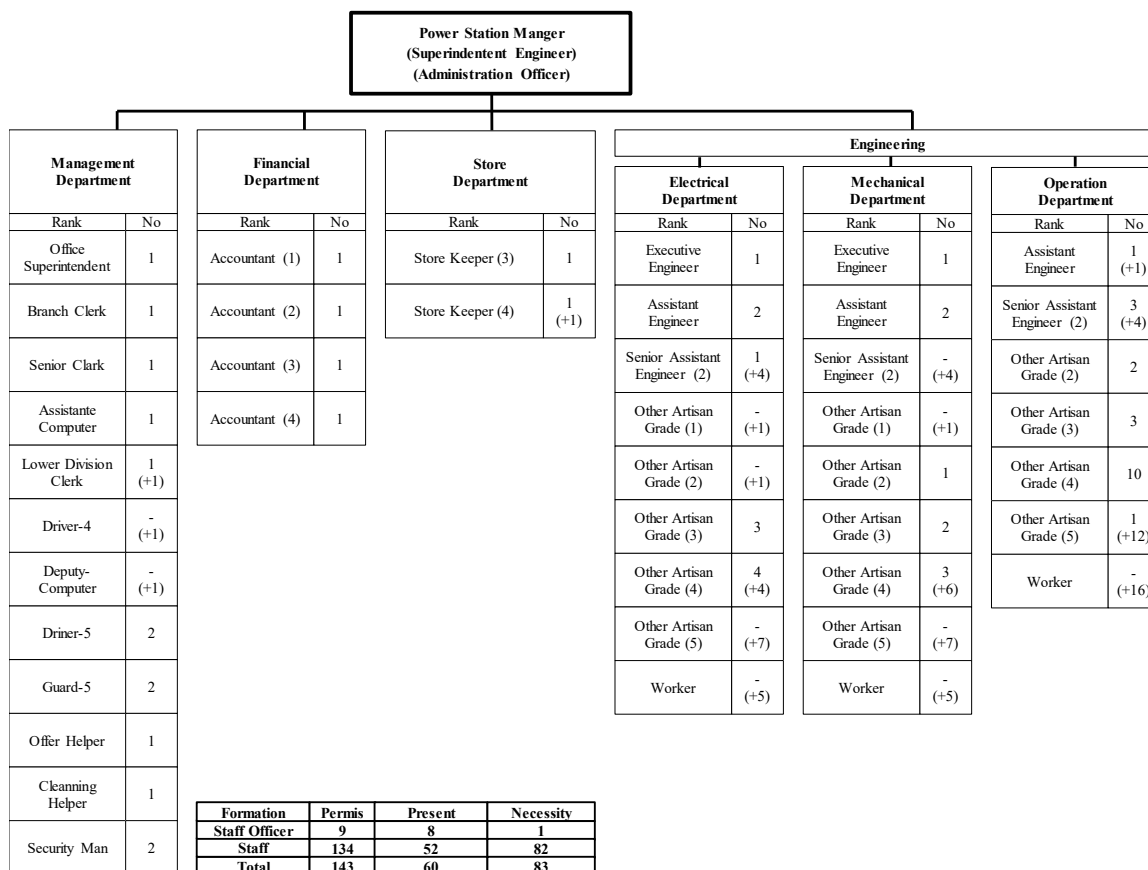 Power Station Manger
(Superindentent Engineer)
(Administration Officer)
Management
Department
Rank No
Office
Superintendent 1
Branch Clerk 1
Senior Clark 1
Assistante
Computer 1
Lower Division
Clerk 1
(+1)
Driver-4 -
(+1)
Deputy-
Computer -
(+1)
Driner-5 2
Guard-5 2
Offer Helper 1
Cleanning
Helper 1
Security Man 2
Financial
Department
Rank No
Accountant (1) 1
Accountant (2) 1
Accountant (3) 1
Accountant (4) 1
Store
Department
Rank No
Store Keeper (3) 1
Store Keeper (4) 1
(+1)
Engineering
Electrical
Department
Rank No
Executive
Engineer 1
Assistant
Engineer 2
Senior Assistant 1
Engineer (2) (+4)
Other Artisan -
Grade (1) (+1)
Other Artisan -
Grade (2) (+1)
Other Artisan
Grade (3) 3
Other Artisan 4
Grade (4) (+4)
Other Artisan -
Grade (5) (+7)
Worker -
(+5)
Mechanical
Department
Rank No
Executive
Engineer 1
Assistant
Engineer 2
Senior Assistant -
Engineer (2) (+4)
Other Artisan -
Grade (1) (+1)
Other Artisan
Grade (2) 1
Other Artisan
Grade (3) 2
Other Artisan 3
Grade (4) (+6)
Other Artisan -
Grade (5) (+7)
Worker -
(+5)
Operation
Department
Rank No
Assistant 1
Engineer (+1)
Senior Assistant 3
Engineer (2) (+4)
Other Artisan
Grade (2) 2
Other Artisan
Grade (3) 3
Other Artisan
Grade (4) 10
Other Artisan 1
Grade (5) (+12)
Worker -
(+16)
Formation Permis Present Necessity
Staff Officer 9 8 1
Staff 134 52 82
Total 143 60 83